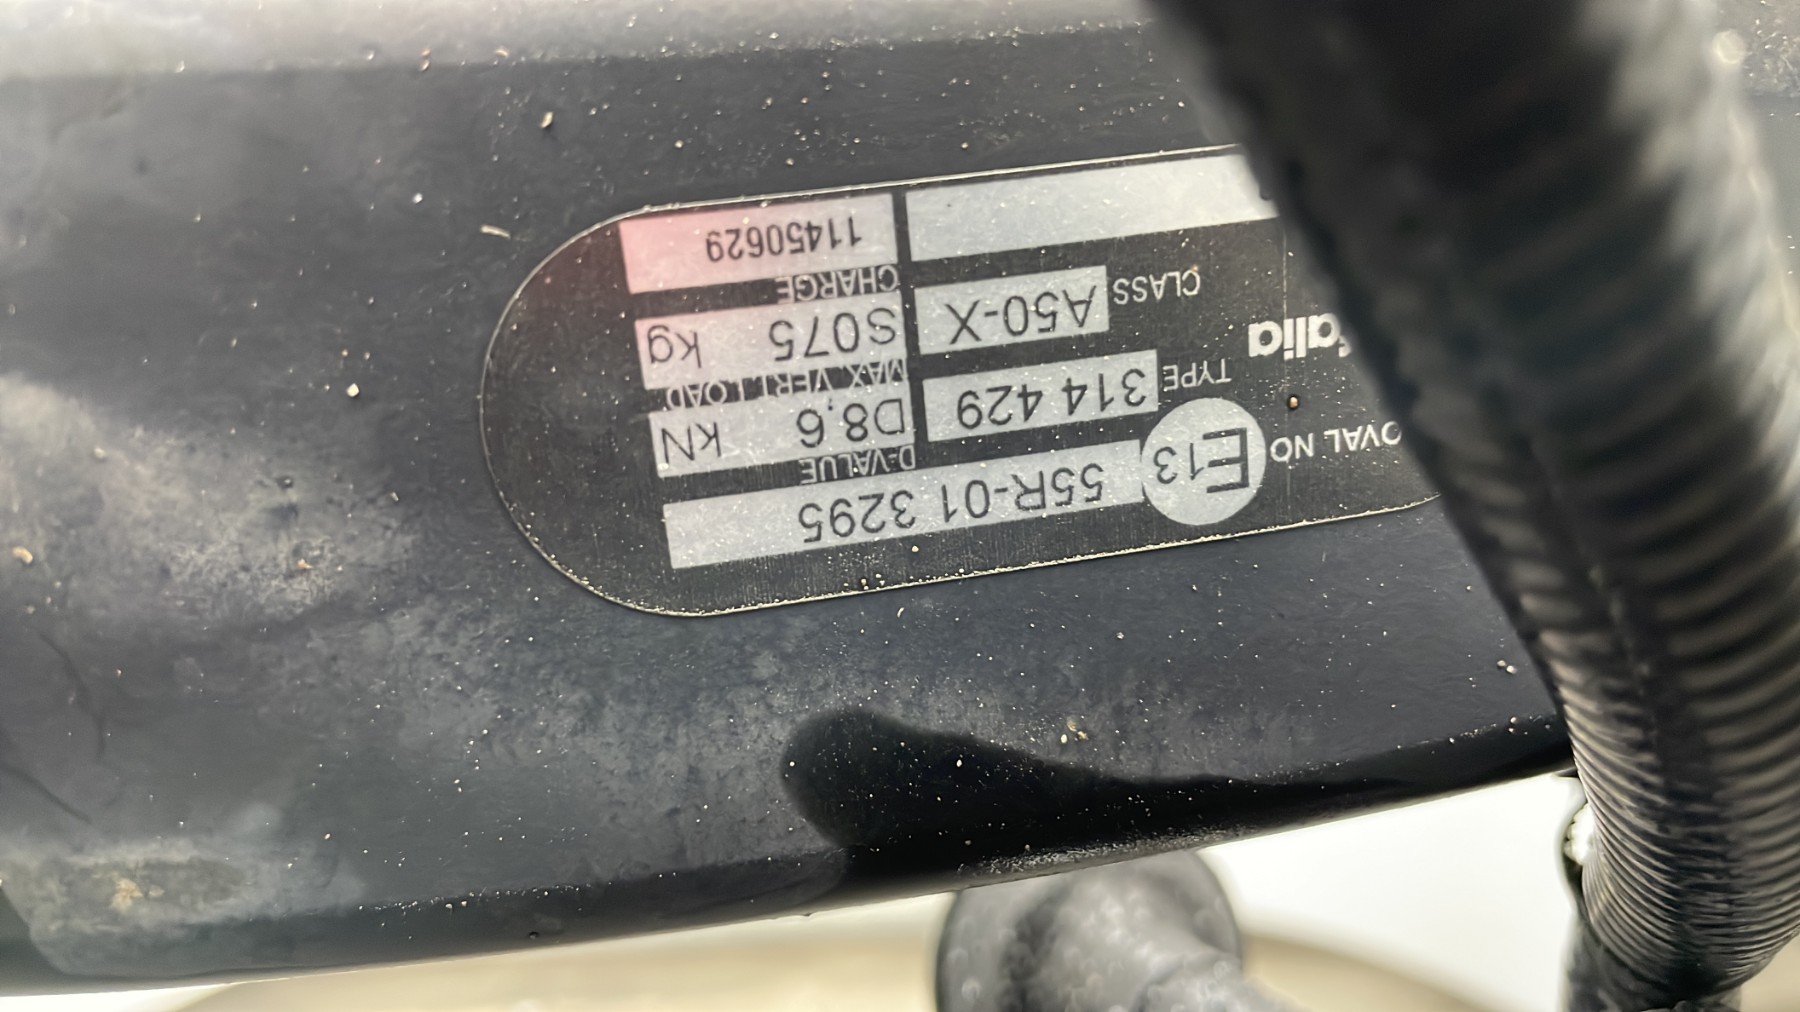 OVAL NO E13 55R-01 3295
D-VALUE
TYPE 314 429 D8,6 kN
MAX. VERT.LOAD
alia
CLASS A50-X S075 kg
CHARGE
11450629